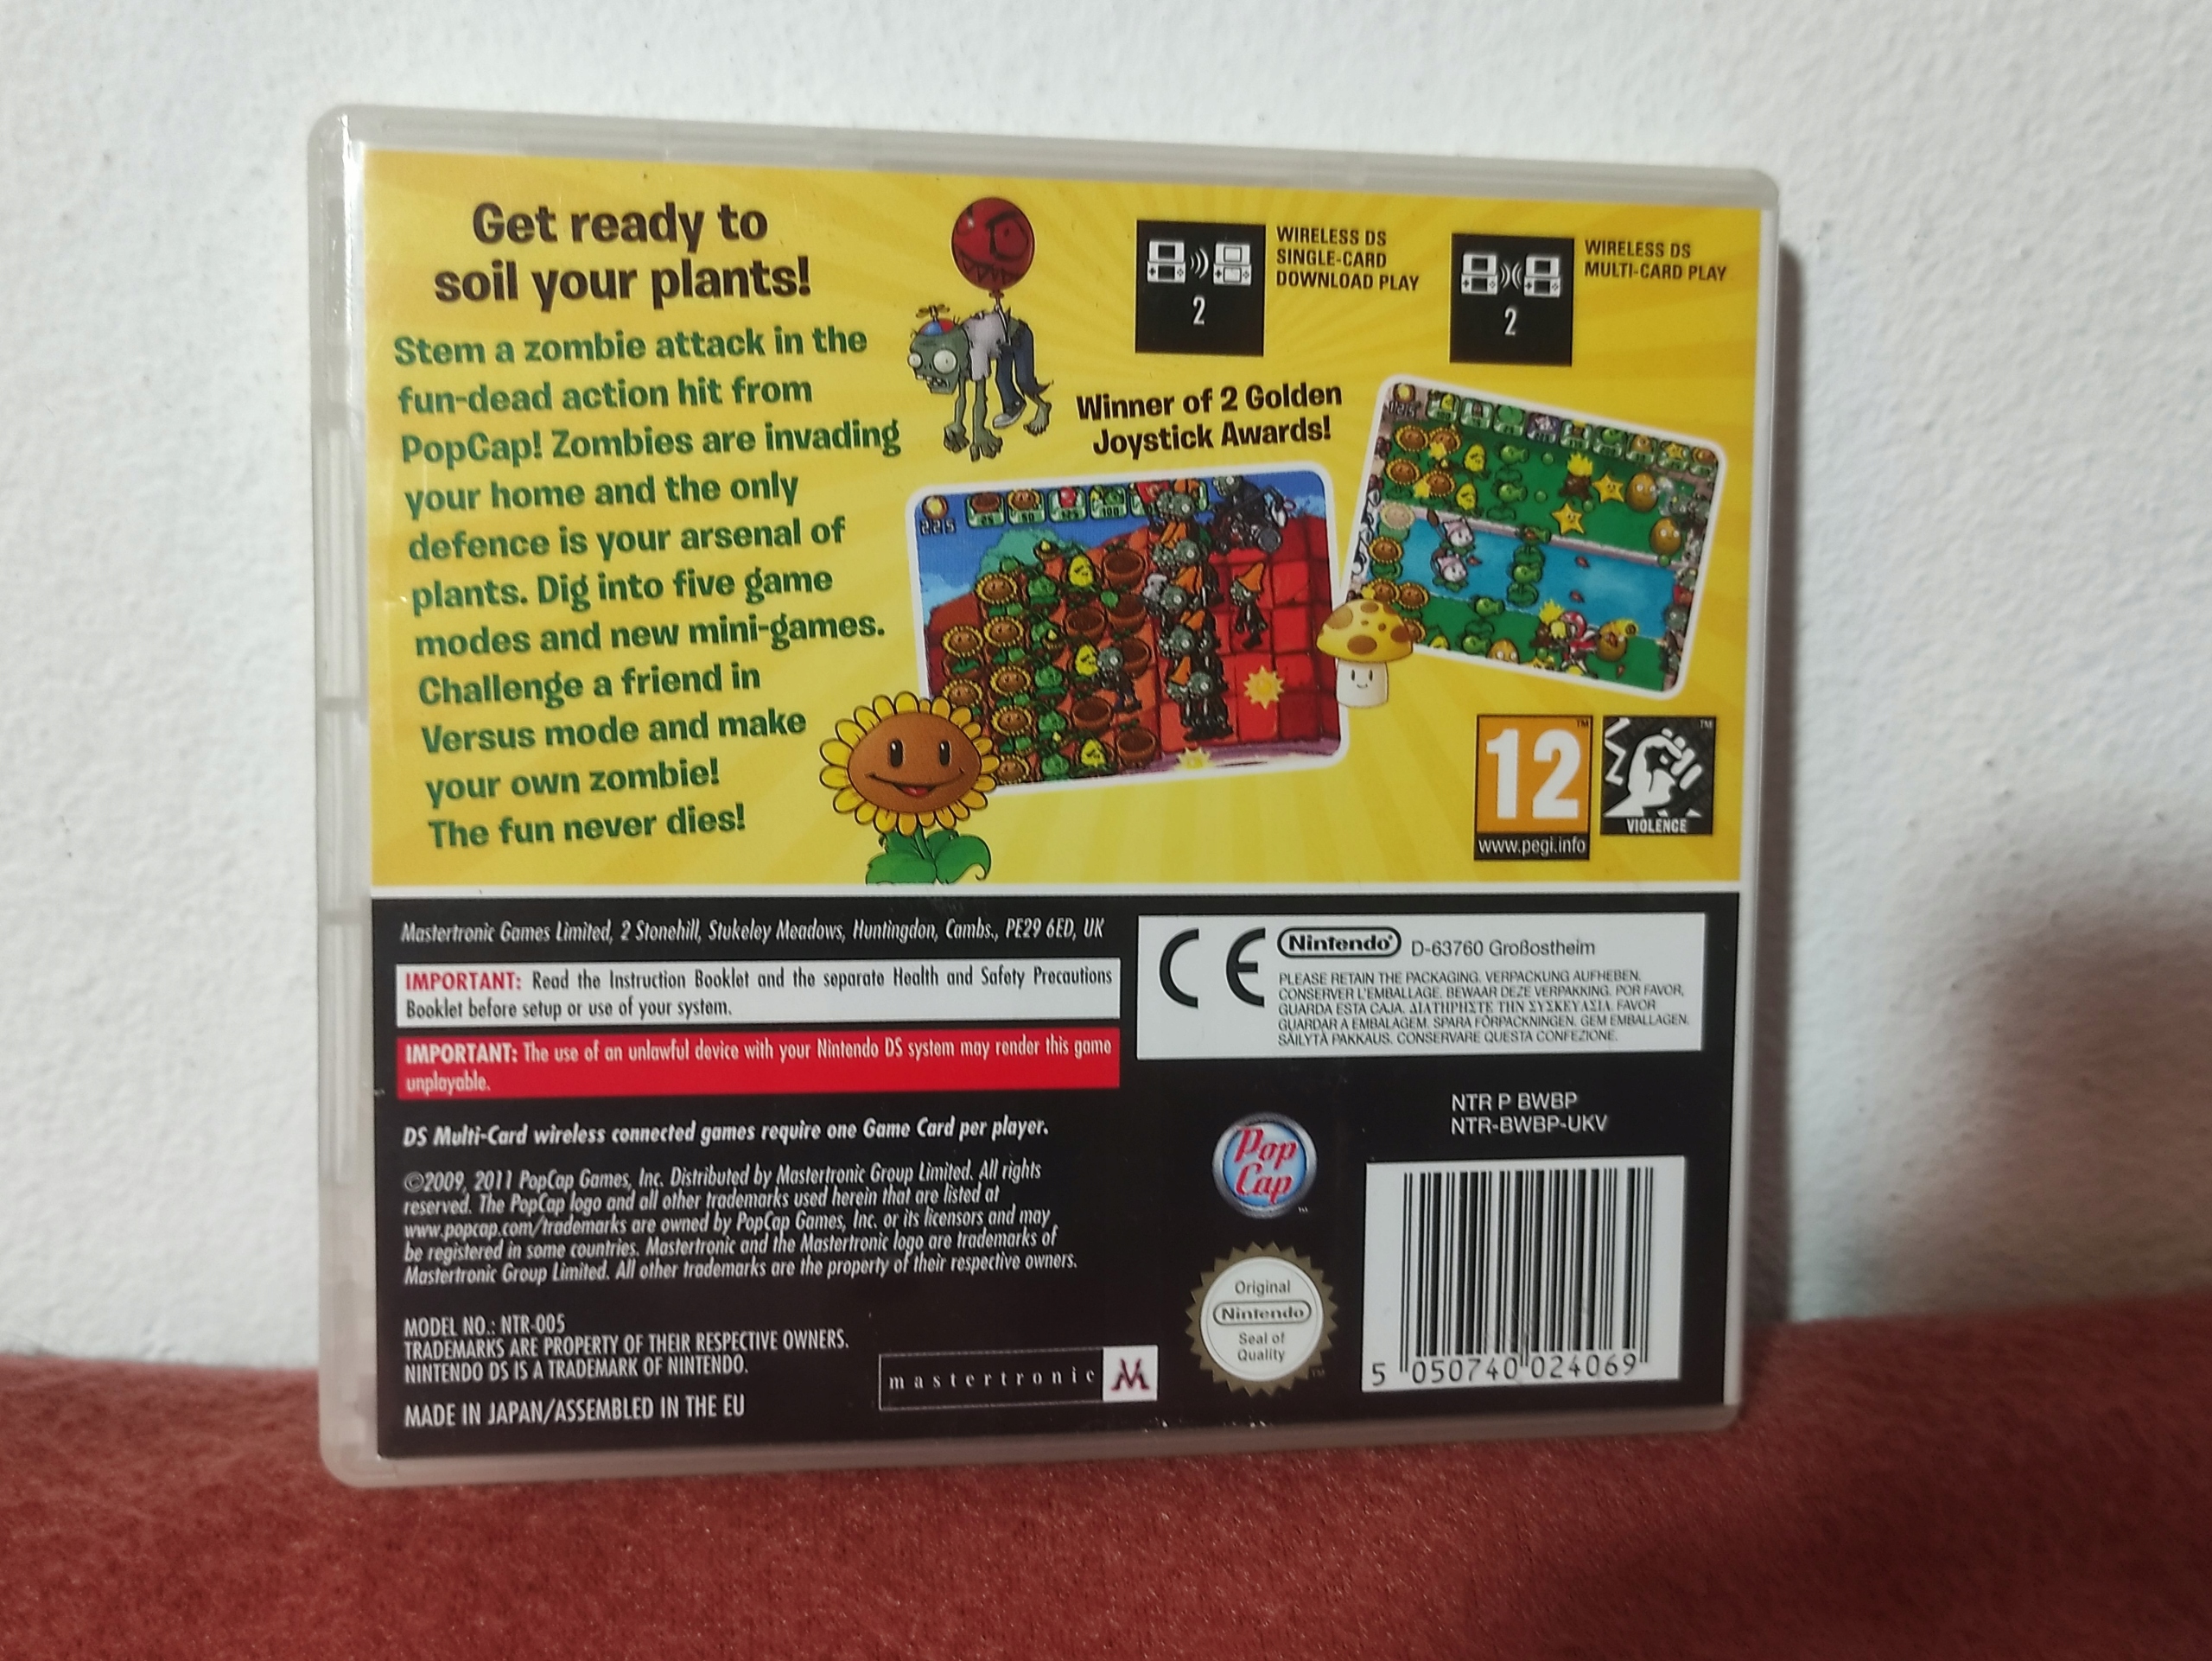 Get ready to
soil your plants!
Stem a zombie attack in the
fun-dead action hit from
PopCap! Zombies are invading
your home and the only
defence is your arsenal of
plants. Dig into five game
modes and new mini-games.
Challenge a friend in
Versus mode and make
your own zombie!
The fun never dies!
2
WIRELESS DS
SINGLE-CARD
DOWNLOAD PLAY
2
WIRELESS DS
MULTI-CARD PLAY
Winner of 2 Golden
Joystick Awards!
12
www.pegi.info
VIOLENCE
Mastertronic Games Limited, 2 Stonehill, Stukeley Meadows, Huntingdon, Cambs., PE29 6ED, UK
IMPORTANT: Read the Instruction Booklet and the separate Health and Safety Precautions
Booklet before setup or use of your system.
IMPORTANT: The use of an unlawful device with your Nintendo DS system may render this game
unplayable.
DS Multi-Card wireless connected games require one Game Card per player.
©2009, 2011 PopCap Games, Inc. Distributed by Mastertronic Group Limited. All rights
reserved. The PopCap logo and all other trademarks used herein that are listed at
www.popcap.com/trademarks are owned by PopCap Games, Inc. or its licensors and may
be registered in some countries. Mastertronic and the Mastertronic logo are trademarks of
Mastertronic Group Limited. All other trademarks are the property of their respective owners.
MODEL NO.: NTR-005
TRADEMARKS ARE PROPERTY OF THEIR RESPECTIVE OWNERS.
NINTENDO DS IS A TRADEMARK OF NINTENDO.
MADE IN JAPAN/ASSEMBLED IN THE EU
mastertronic M
CE
Nintendo D-63760 Großostheim
PLEASE RETAIN THE PACKAGING. VERPACKUNG AUFHEBEN.
CONSERVER L'EMBALLAGE. BEWAAR DEZE VERPAKKING. POR FAVOR,
GUARDA ESTA CAJA. ΔΙΑΤΗΡΗΣΤΕ ΤΗΝ ΣΥΣΚΕΥΑΣΙΑ. FAVOR
GUARDAR A EMBALAGEM. SPARA FÖRPACKNINGEN. GEM EMBALLAGEN.
SÄILYTÄ PAKKAUS. CONSERVARE QUESTA CONFEZIONE.
NTR P BWBP
NTR-BWBP-UKV
Pop
Cap
Original
Nintendo
Seal of
Quality
5 050740 024069